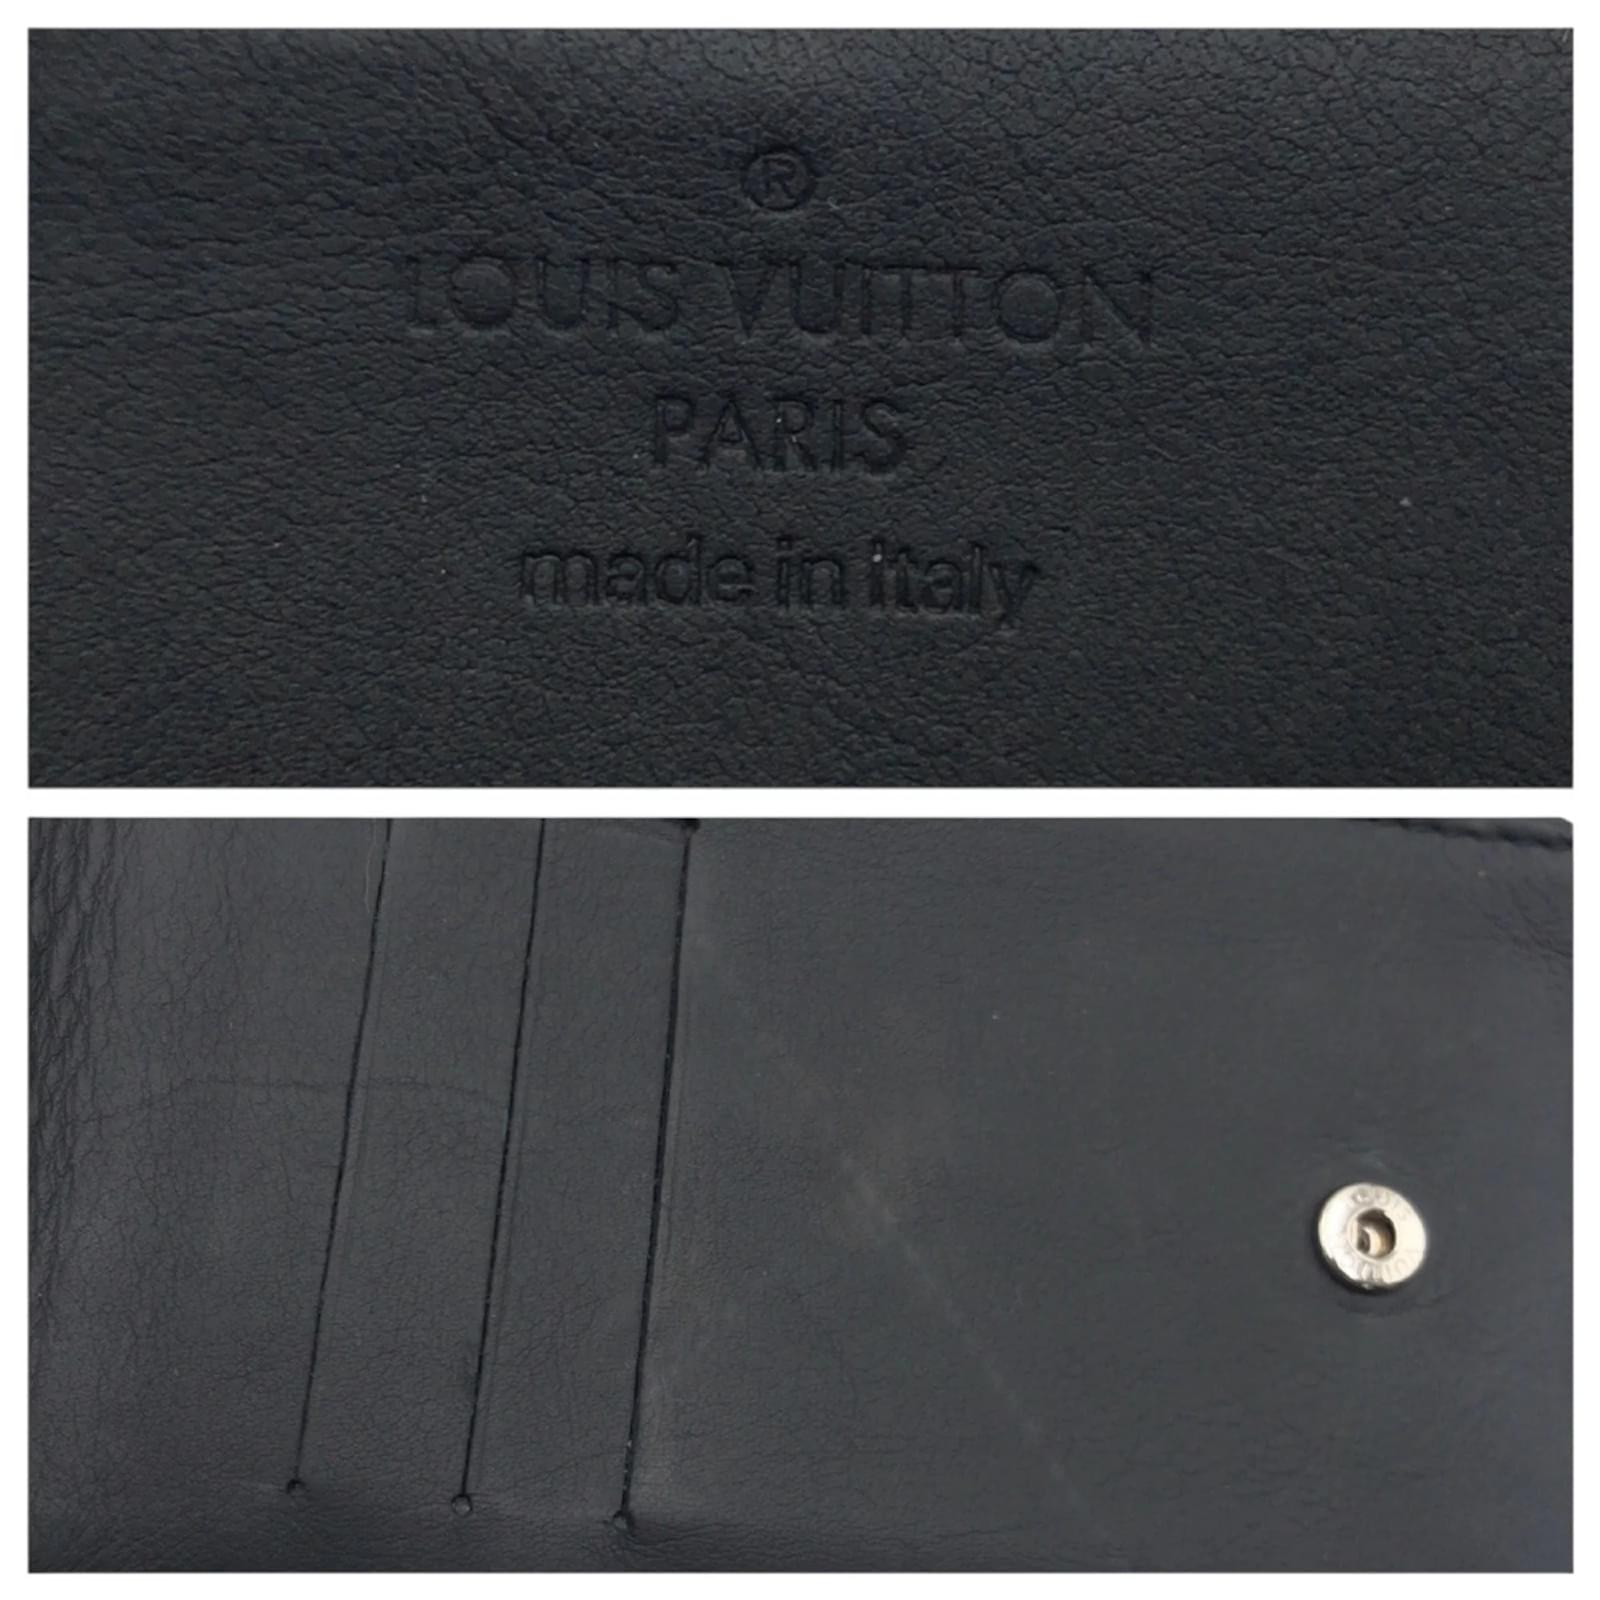 ®
LOUIS VUITTON
PARIS
made in Italy